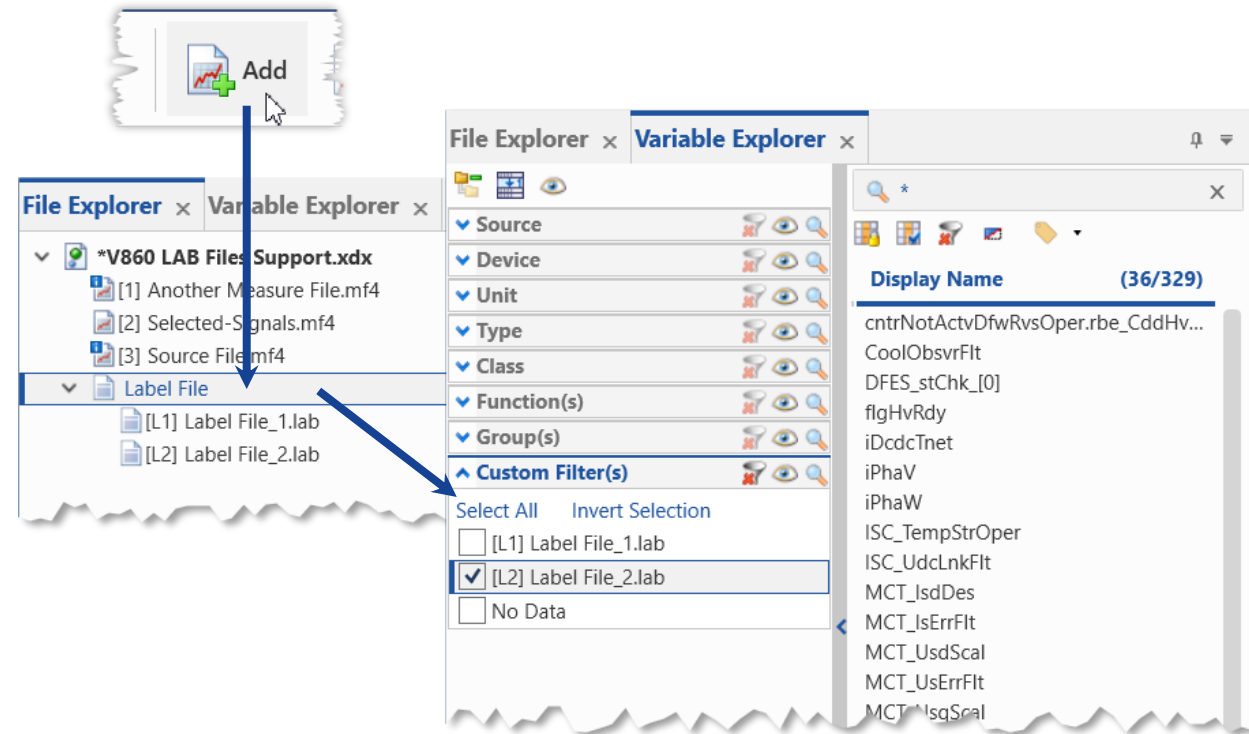 Add
File Explorer
Variable Explorer
*V860 LAB Files Support.xdx
[1] Another Measure File.mf4
[2] Selected-Signals.mf4
[3] Source File.mf4
Label File
[L1] Label File_1.lab
[L2] Label File_2.lab
File Explorer
Variable Explorer
Source
Device
Unit
Type
Class
Function(s)
Group(s)
Custom Filter(s)
Select All Invert Selection
[L1] Label File_1.lab
[L2] Label File_2.lab
No Data
*
Display Name (36/329)
cntrNotActvDfwRvsOper.rbe_CddHv...
CoolObsvrFlt
DFES_stChk_[0]
flgHvRdy
iDcdcTnet
iPhaV
iPhaW
ISC_TempStrOper
ISC_UdcLnkFlt
MCT_IsdDes
MCT_IsErrFlt
MCT_UsdScal
MCT_UsErrFlt
MCT_UsqScal